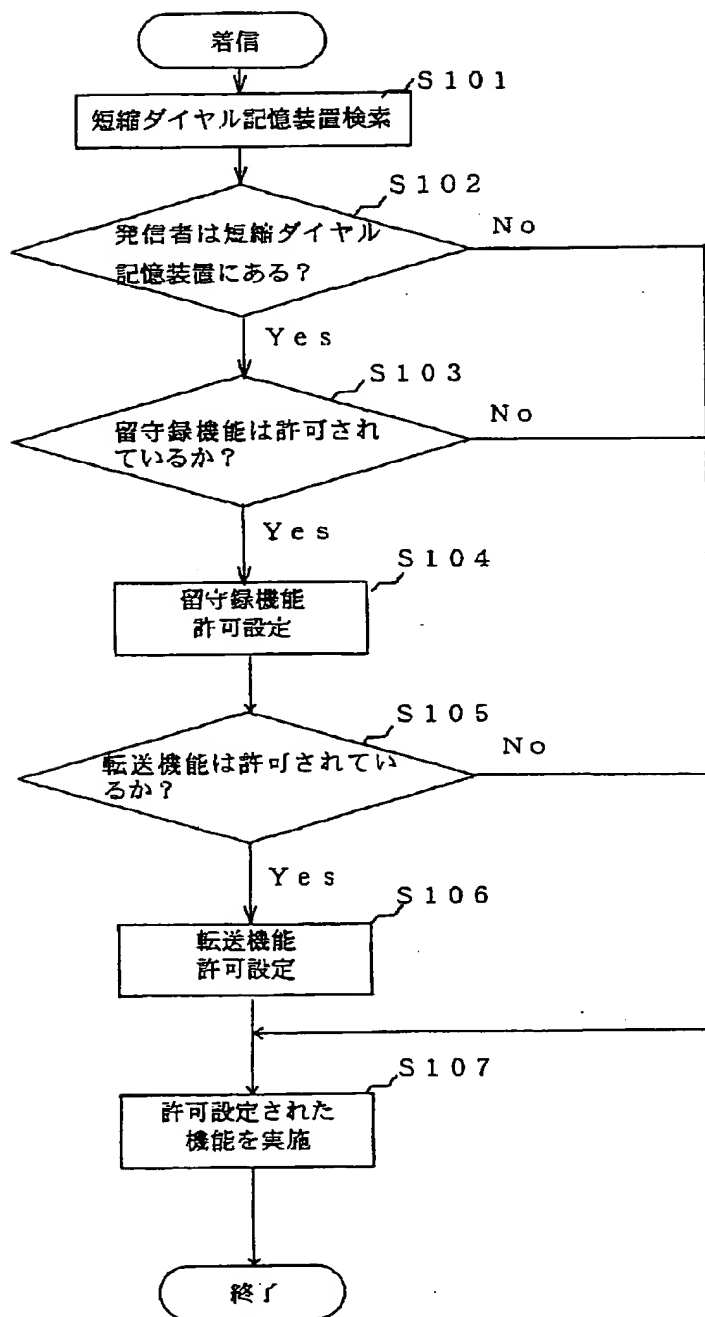 着信
S101
短縮ダイヤル記憶装置検索
S102
発信者は短縮ダイヤル
記憶装置にある？
No
Yes
S103
留守録機能は許可され
ているか？
No
Yes
S104
留守録機能
許可設定
S105
転送機能は許可されてい
るか？
No
Yes
S106
転送機能
許可設定
S107
許可設定された
機能を実施
終了